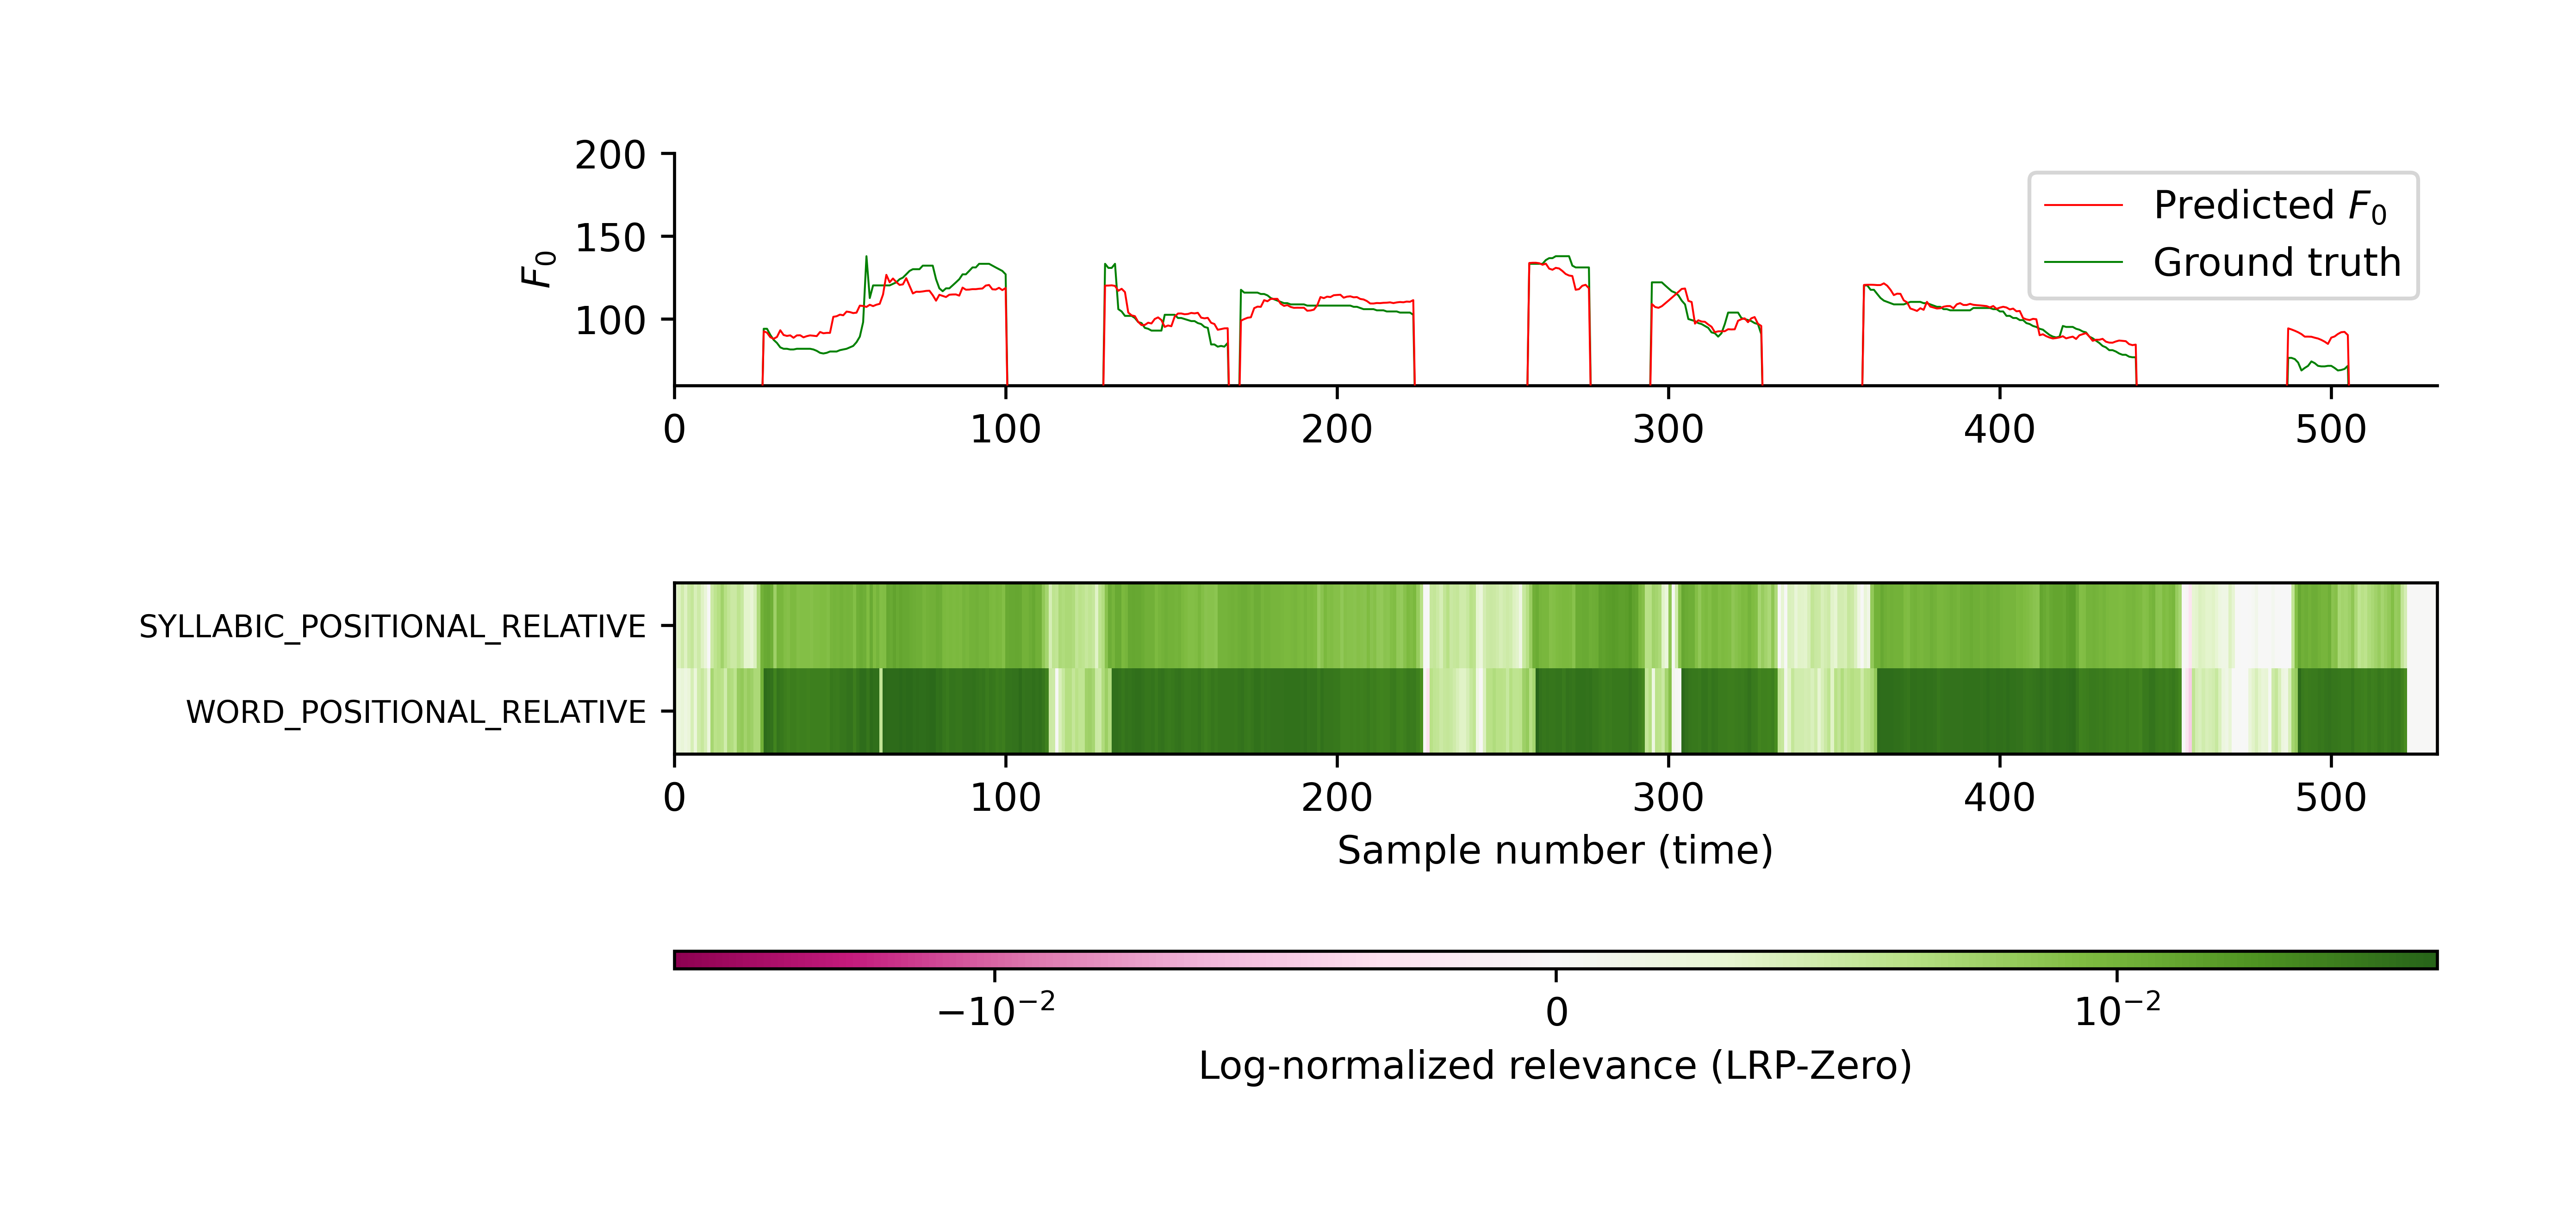 200
150
100
F₀
Predicted F₀
Ground truth
0 100 200 300 400 500
SYLLABIC_POSITIONAL_RELATIVE
WORD_POSITIONAL_RELATIVE
0 100 200 300 400 500
Sample number (time)
−10⁻² 0 10⁻²
Log-normalized relevance (LRP-Zero)